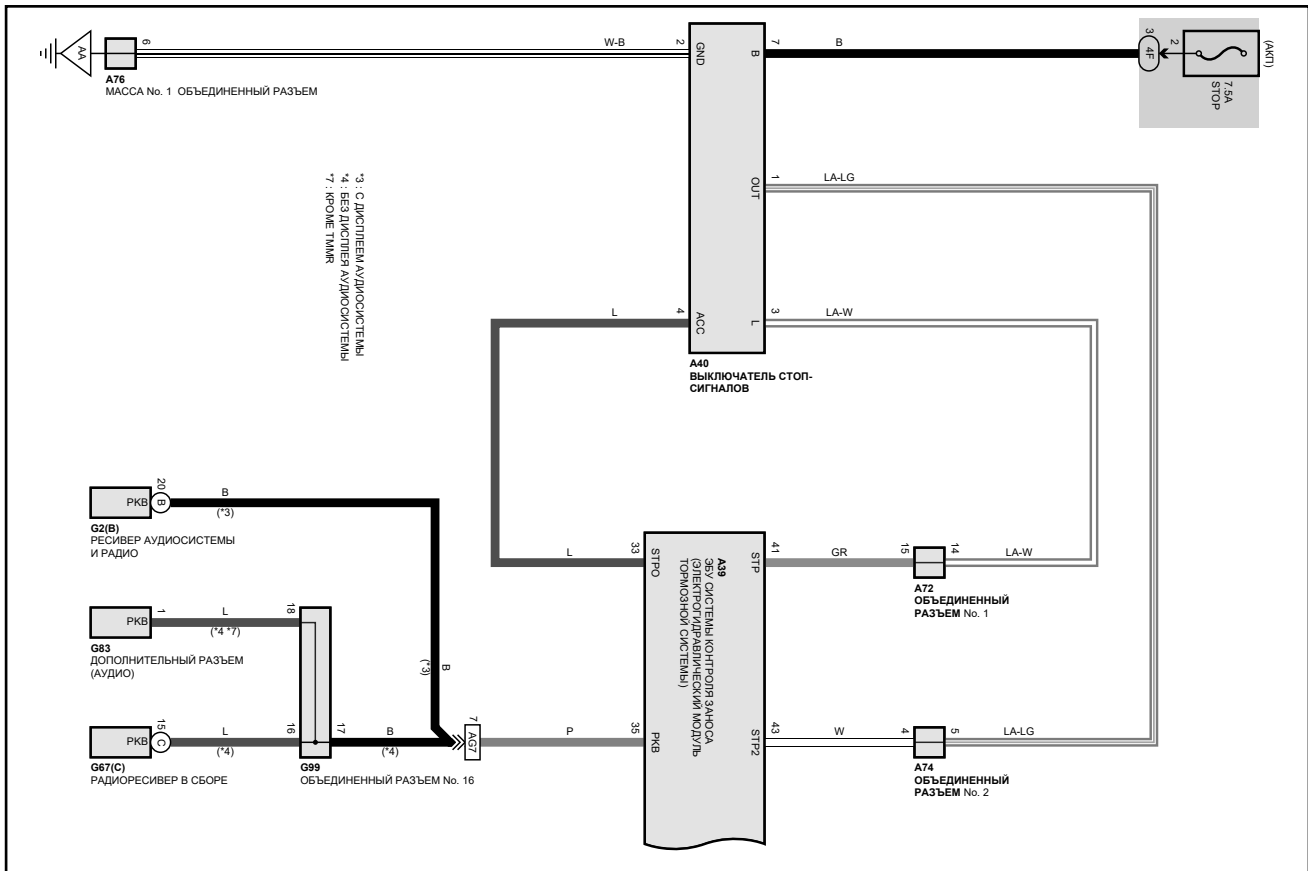 (АКП)
7.5A
STOP
2
3
4F
B
7
B
2
GND
W-B
6
AA
A76
МАССА No. 1 ОБЪЕДИНЕННЫЙ РАЗЪЕМ
1
OUT
LA-LG
*3 : С ДИСПЛЕЕМ АУДИОСИСТЕМЫ
*4 : БЕЗ ДИСПЛЕЯ АУДИОСИСТЕМЫ
*7 : КРОМЕ TMMR
L
4
ACC
3
L
LA-W
A40
ВЫКЛЮЧАТЕЛЬ СТОП-
СИГНАЛОВ
PKB
20
B
B
(*3)
G2(B)
РЕСИВЕР АУДИОСИСТЕМЫ
И РАДИО
L
33
STPO
A39
ЭБУ СИСТЕМЫ КОНТРОЛЯ ЗАНОСА
(ЭЛЕКТРОГИДРАВЛИЧЕСКИЙ МОДУЛЬ
ТОРМОЗНОЙ СИСТЕМЫ)
STP
41
GR
15
14
LA-W
A72
ОБЪЕДИНЕННЫЙ
РАЗЪЕМ No. 1
PKB
1
L
(*4 *7)
18
G83
ДОПОЛНИТЕЛЬНЫЙ РАЗЪЕМ
(АУДИО)
B
(*3)
PKB
15
C
L
(*4)
16
17
B
(*4)
7
AG7
P
35
PKB
STP2
43
W
4
5
LA-LG
G67(C)
РАДИОРЕСИВЕР В СБОРЕ
G99
ОБЪЕДИНЕННЫЙ РАЗЪЕМ No. 16
A74
ОБЪЕДИНЕННЫЙ
РАЗЪЕМ No. 2